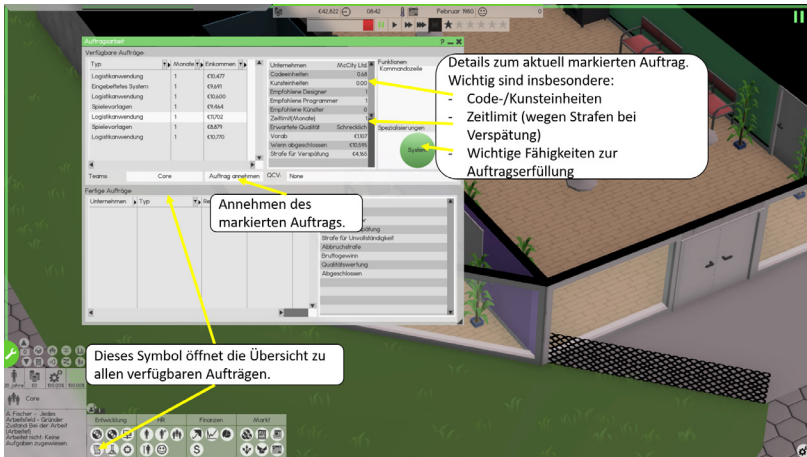 €42,822
0842
Februar 1980
0
Auftragsarbeit
?
Verfügbare Aufträge
Typ Monate Einkommen
Logistikanwendung 1 €10,477
Eingebettetes System 1 €9,691
Logistikanwendung 1 €10,600
Spielevorlagen 1 €9,464
Logistikanwendung 1 €11,702
Spielevorlagen 1 €8,879
Logistikanwendung 1 €10,770
Unternehmen McCity Ltd.
Codeeinheiten 0.68
Kunsteinheiten 0.00
Empfohlene Designer 1
Empfohlene Programmer 1
Empfohlene Künstler 0
Zeitlimit(Monate) 1
Erwartete Qualität Schrecklich
Vorab €1,107
Wenn abgeschlossen €10,595
Strafe für Verspätung €4,165
Funktionen
Kommandozeile
Spezialisierungen
System
Details zum aktuell markierten Auftrag.
Wichtig sind insbesondere:
- Code-/Kunsteinheiten
- Zeitlimit (wegen Strafen bei
Verspätung)
- Wichtige Fähigkeiten zur
Auftragserfüllung
Teams Core Auftrag annehmen QCV: None
Fertige Aufträge
Unternehmen Typ
Annehmen des
markierten Auftrags.
Strafe für Unvollständigkeit
Abbruchstrafe
Bruttogewinn
Qualitätswertung
Abgeschlossen
Dieses Symbol öffnet die Übersicht zu
allen verfügbaren Aufträgen.
Core
A. Fischer - Jedes
Arbeitsfeld - Gründer
Zustand Bei der Arbeit
(Arbeitet)
Arbeitet nicht: Keine
Aufgaben zugewiesen
Entwicklung HR Finanzen Markt